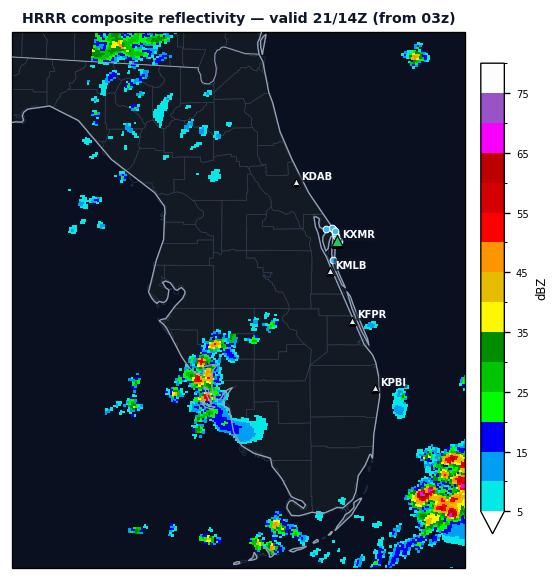 HRRR composite reflectivity — valid 21/14Z (from 03z)
75
65
55
45
35
25
15
5
dBZ
KDAB
KXMR
KMLB
KFPR
KPBI